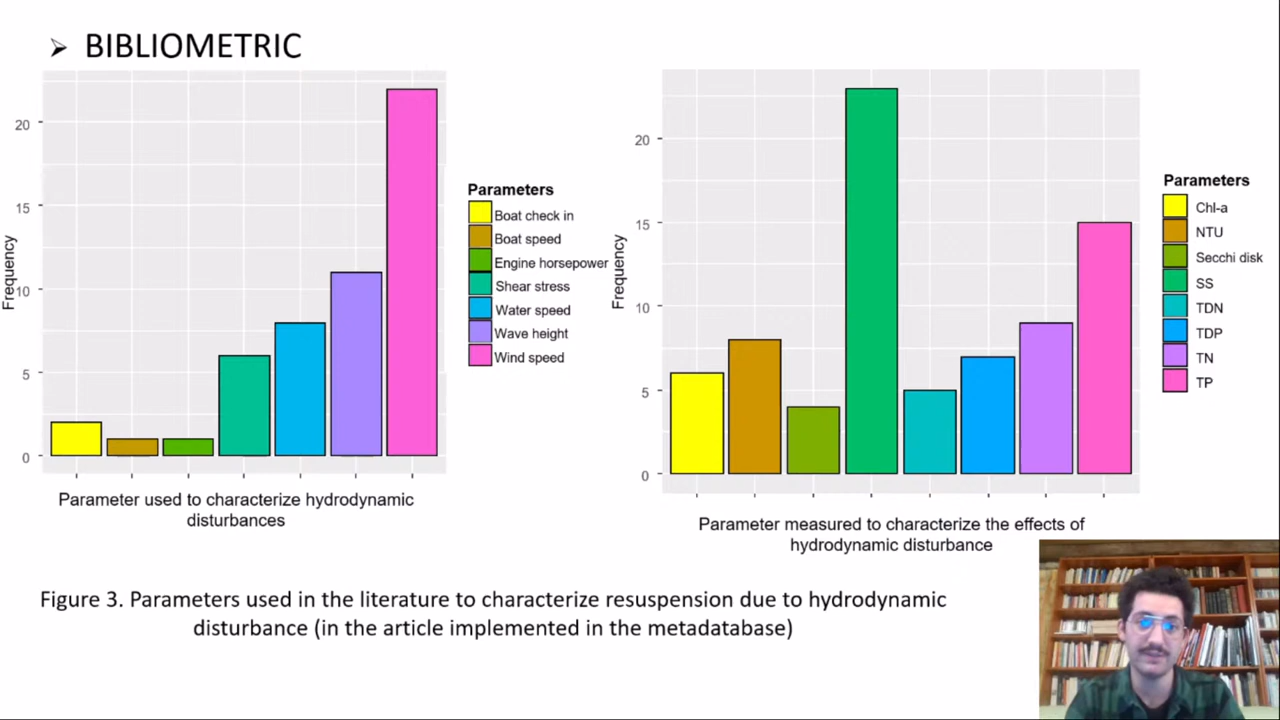 ➢ BIBLIOMETRIC
20
15
10
5
0
Frequency
Parameter used to characterize hydrodynamic
disturbances
Parameters
Boat check in
Boat speed
Engine horsepower
Shear stress
Water speed
Wave height
Wind speed
20
15
10
5
0
Frequency
Parameter measured to characterize the effects of
hydrodynamic disturbance
Parameters
Chl-a
NTU
Secchi disk
SS
TDN
TDP
TN
TP
Figure 3. Parameters used in the literature to characterize resuspension due to hydrodynamic
disturbance (in the article implemented in the metadatabase)